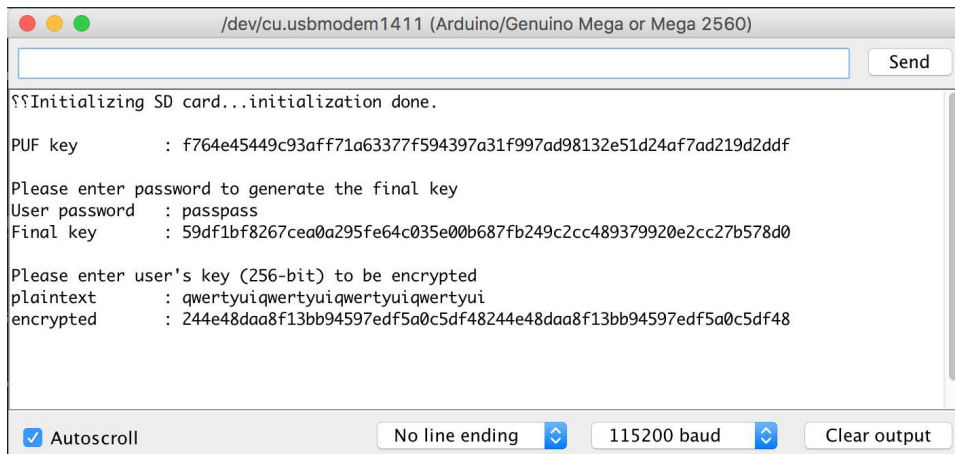 /dev/cu.usbmodem1411 (Arduino/Genuino Mega or Mega 2560)
Send
⸮⸮Initializing SD card...initialization done.
PUF key : f764e45449c93aff71a63377f594397a31f997ad98132e51d24af7ad219d2ddf
Please enter password to generate the final key
User password : passpass
Final key : 59df1bf8267cea0a295fe64c035e00b687fb249c2cc489379920e2cc27b578d0
Please enter user's key (256-bit) to be encrypted
plaintext : qwertyuiqwertyuiqwertyuiqwertyui
encrypted : 244e48daa8f13bb94597edf5a0c5df48244e48daa8f13bb94597edf5a0c5df48
Autoscroll
No line ending
115200 baud
Clear output